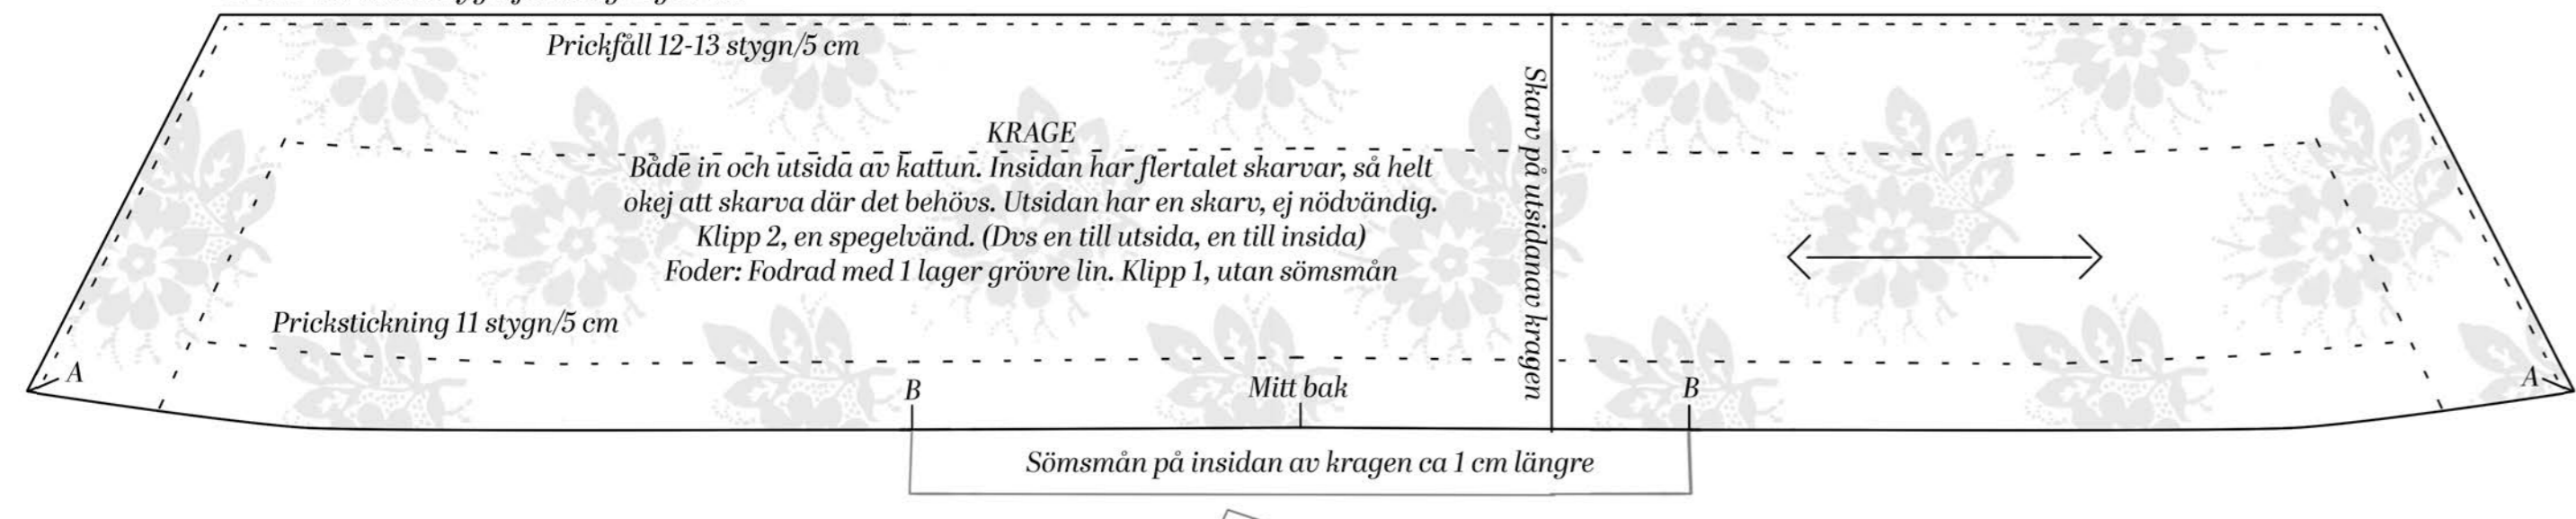 Prickfåll 12-13 stygn/5 cm
KRAGE
Både in och utsida av kattun. Insidan har flertalet skarvar, så helt
okej att skarva där det behövs. Utsidan har en skarv, ej nödvändig.
Klipp 2, en spegelvänd. (Dvs en till utsida, en till insida)
Foder: Fodrad med 1 lager grövre lin. Klipp 1, utan sömsmån
Prickstickning 11 stygn/5 cm
Skarv på utsidanav kragen
A
B
Mitt bak
B
A
Sömsmån på insidan av kragen ca 1 cm längre